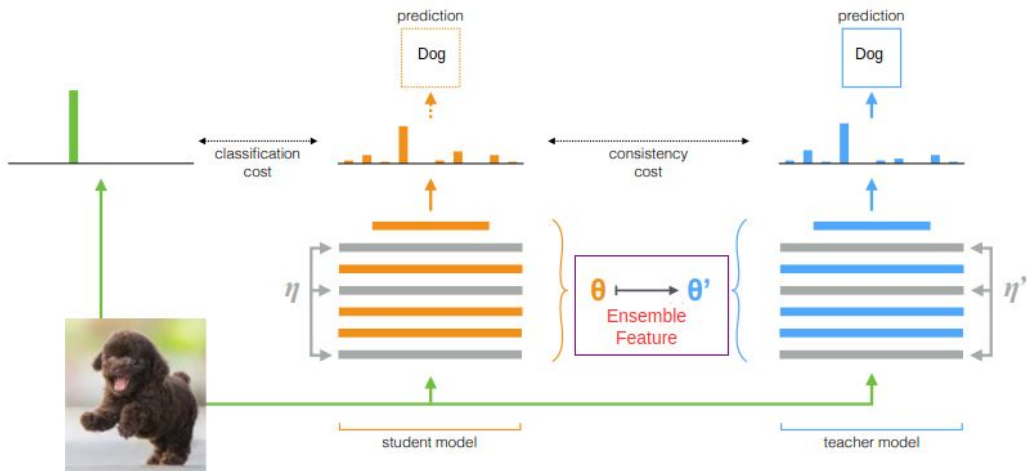 prediction
Dog
prediction
Dog
classification
cost
consistency
cost
η
θ
θ’
Ensemble
Feature
η’
student model
teacher model